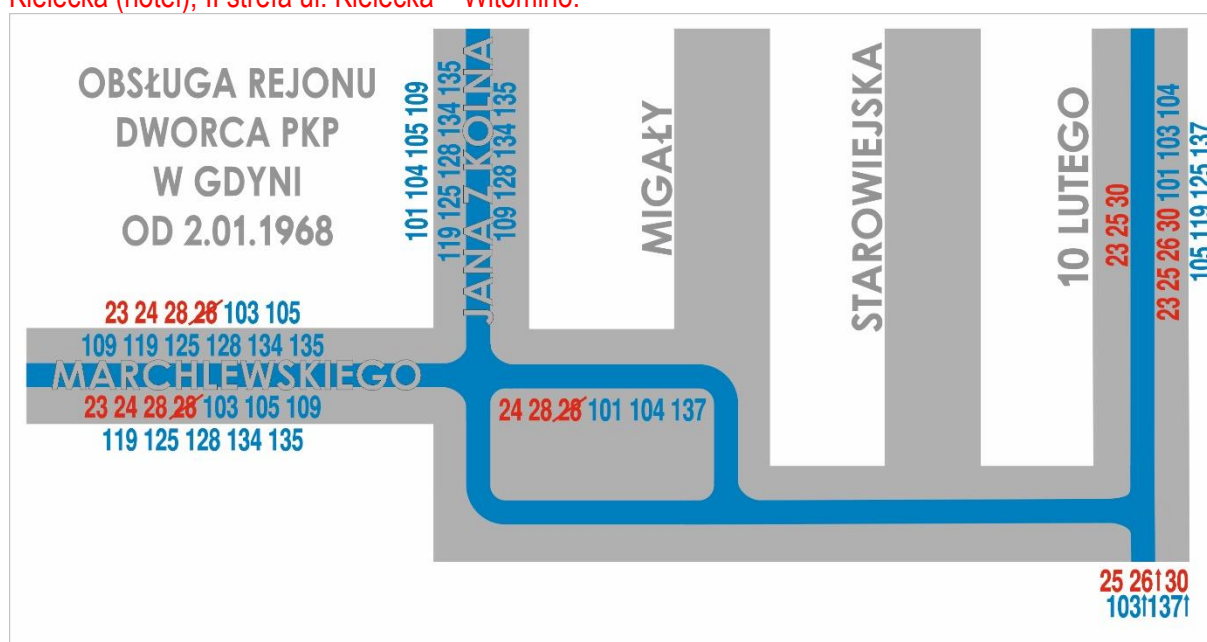 Kielecka (hotel), II strefa ul. Kielecka – Witomino.
OBSŁUGA REJONU
DWORCA PKP
W GDYNI
OD 2.01.1968
101 104 105 109
119 125 128 134 135
JANA Z KOLNA
109 128 134 135
MIGAŁY
STAROWIEJSKA
10 LUTEGO
23 25 30
23 25 26 30 101 103 104
105 119 125 137
23 24 28 28 103 105
109 119 125 128 134 135
MARCHLEWSKIEGO
23 24 28 28 103 105 109
119 125 128 134 135
24 28 28 101 104 137
25 26↑30
103↑137↑